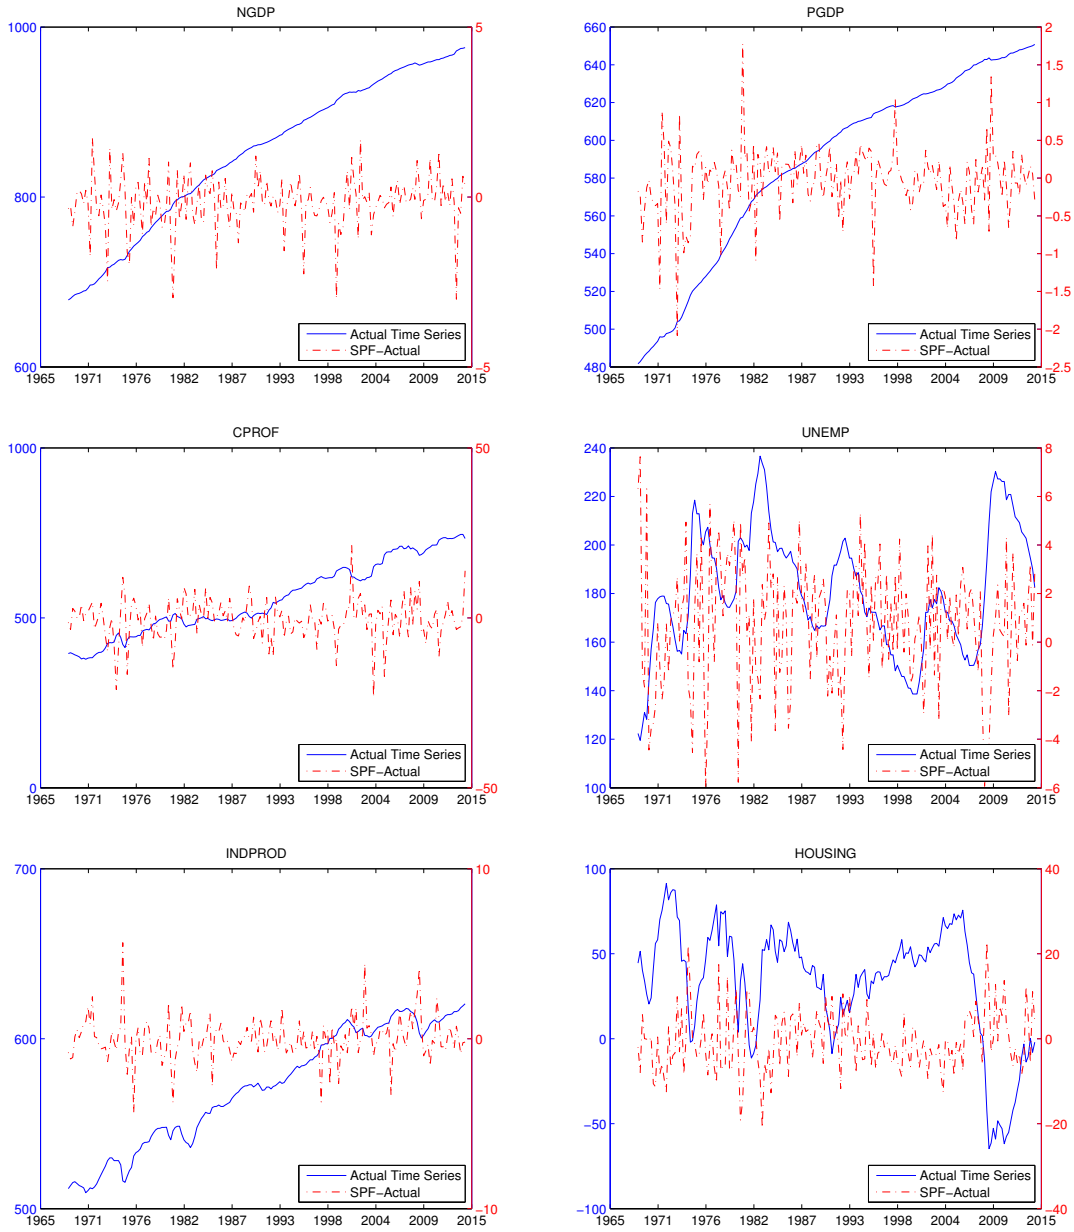 NGDP
1000
800
600
5
0
−5
1965 1971 1976 1982 1987 1993 1998 2004 2009 2015
Actual Time Series
SPF−Actual
PGDP
660
640
620
600
580
560
540
520
500
480
2
1.5
1
0.5
0
−0.5
−1
−1.5
−2
−2.5
1965 1971 1976 1982 1987 1993 1998 2004 2009 2015
Actual Time Series
SPF−Actual
CPROF
1000
500
0
50
0
−50
1965 1971 1976 1982 1987 1993 1998 2004 2009 2015
Actual Time Series
SPF−Actual
UNEMP
240
220
200
180
160
140
120
100
8
6
4
2
0
−2
−4
−6
1965 1971 1976 1982 1987 1993 1998 2004 2009 2015
Actual Time Series
SPF−Actual
INDPROD
700
600
500
10
0
−10
1965 1971 1976 1982 1987 1993 1998 2004 2009 2015
Actual Time Series
SPF−Actual
HOUSING
100
50
0
−50
−100
40
20
0
−20
−40
1965 1971 1976 1982 1987 1993 1998 2004 2009 2015
Actual Time Series
SPF−Actual